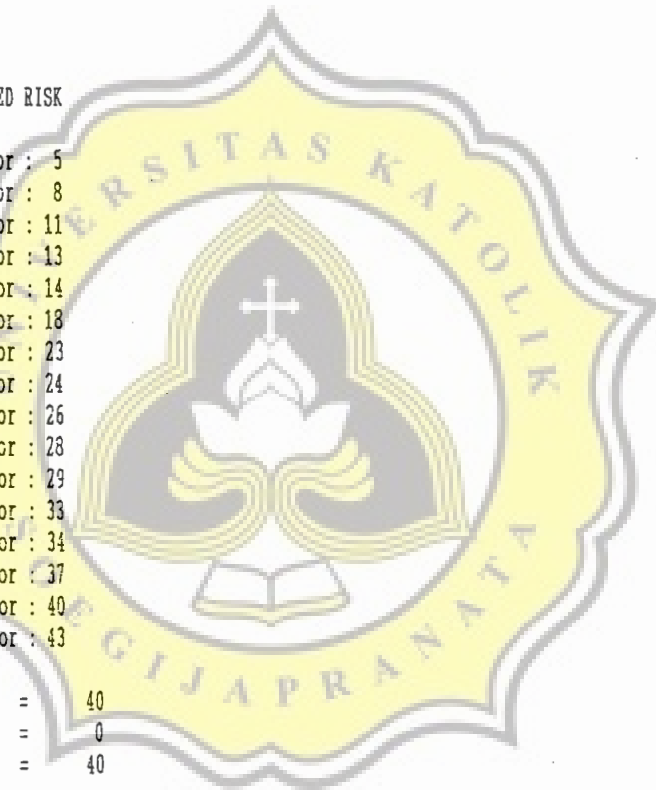 ED RISK
or : 5
or : 8
or : 11
or : 13
or : 14
or : 18
or : 23
or : 24
or : 26
or : 28
or : 29
or : 33
or : 34
or : 37
or : 40
or : 43
= 40
= 0
= 40
UNIVERSITAS KATOLIK
SOEGIJAPRANATA